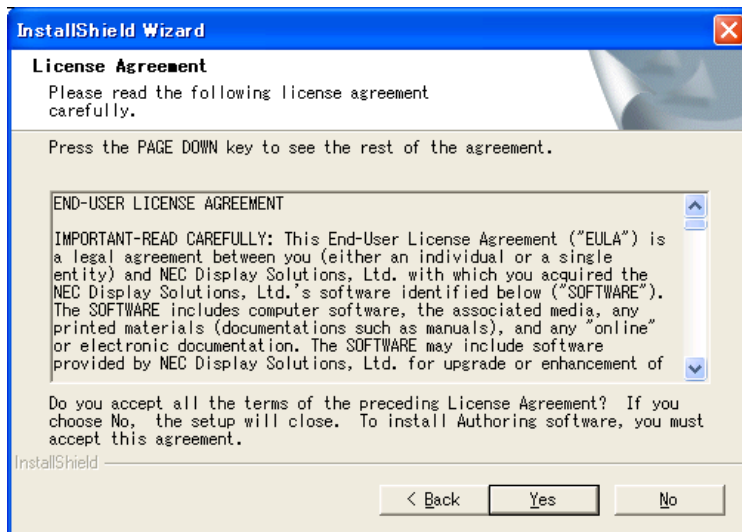 InstallShield Wizard
License Agreement
Please read the following license agreement
carefully.
Press the PAGE DOWN key to see the rest of the agreement.
END-USER LICENSE AGREEMENT
IMPORTANT-READ CAREFULLY: This End-User License Agreement ("EULA") is
a legal agreement between you (either an individual or a single
entity) and NEC Display Solutions, Ltd. with which you acquired the
NEC Display Solutions, Ltd.'s software identified below ("SOFTWARE").
The SOFTWARE includes computer software, the associated media, any
printed materials (documentations such as manuals), and any "online"
or electronic documentation. The SOFTWARE may include software
provided by NEC Display Solutions, Ltd. for upgrade or enhancement of
Do you accept all the terms of the preceding License Agreement? If you
choose No, the setup will close. To install Authoring software, you must
accept this agreement.
InstallShield
< Back Yes No